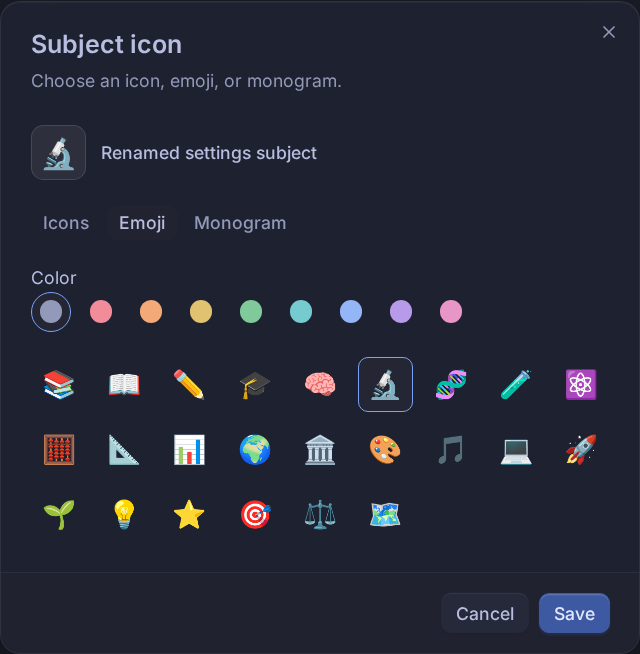 Subject icon
Choose an icon, emoji, or monogram.
Renamed settings subject
Icons Emoji Monogram
Color
Cancel Save